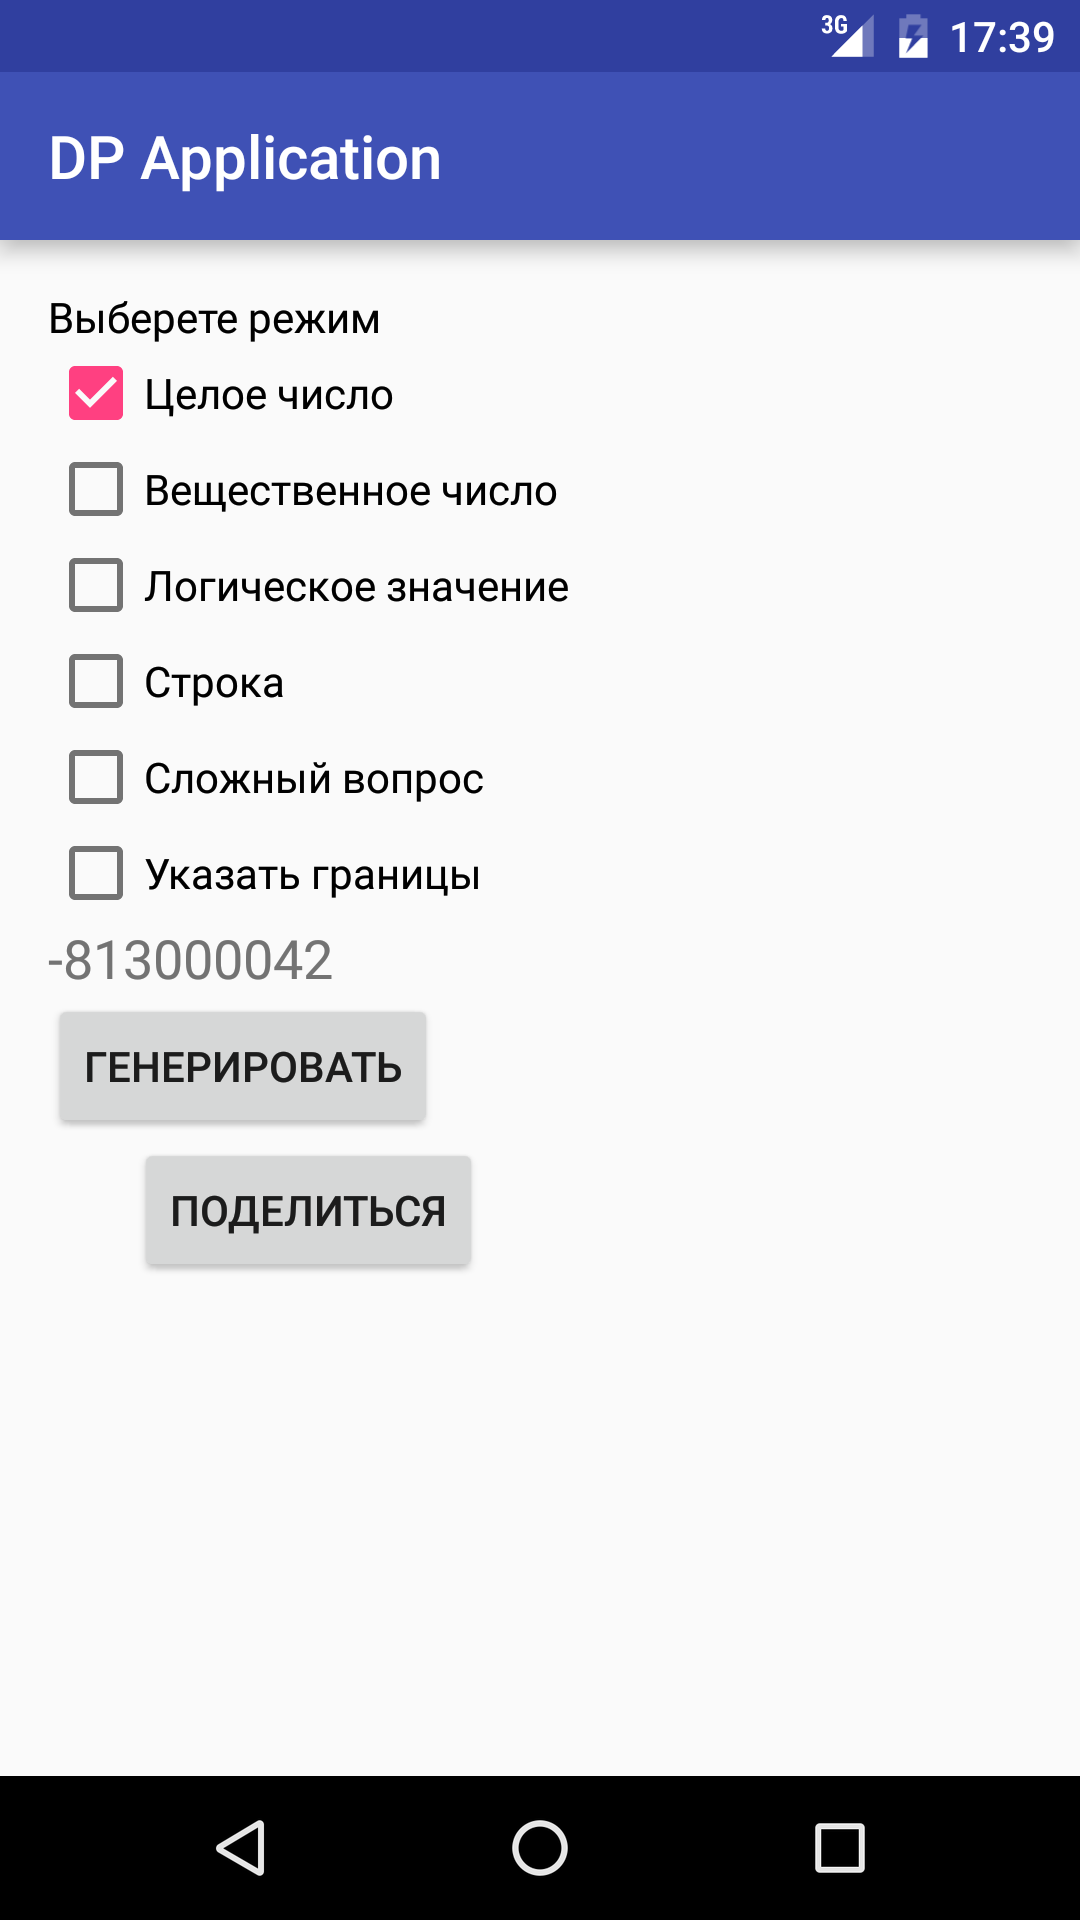 3G 17:39
DP Application
Выберете режим
Целое число
Вещественное число
Логическое значение
Строка
Сложный вопрос
Указать границы
-813000042
ГЕНЕРИРОВАТЬ
ПОДЕЛИТЬСЯ